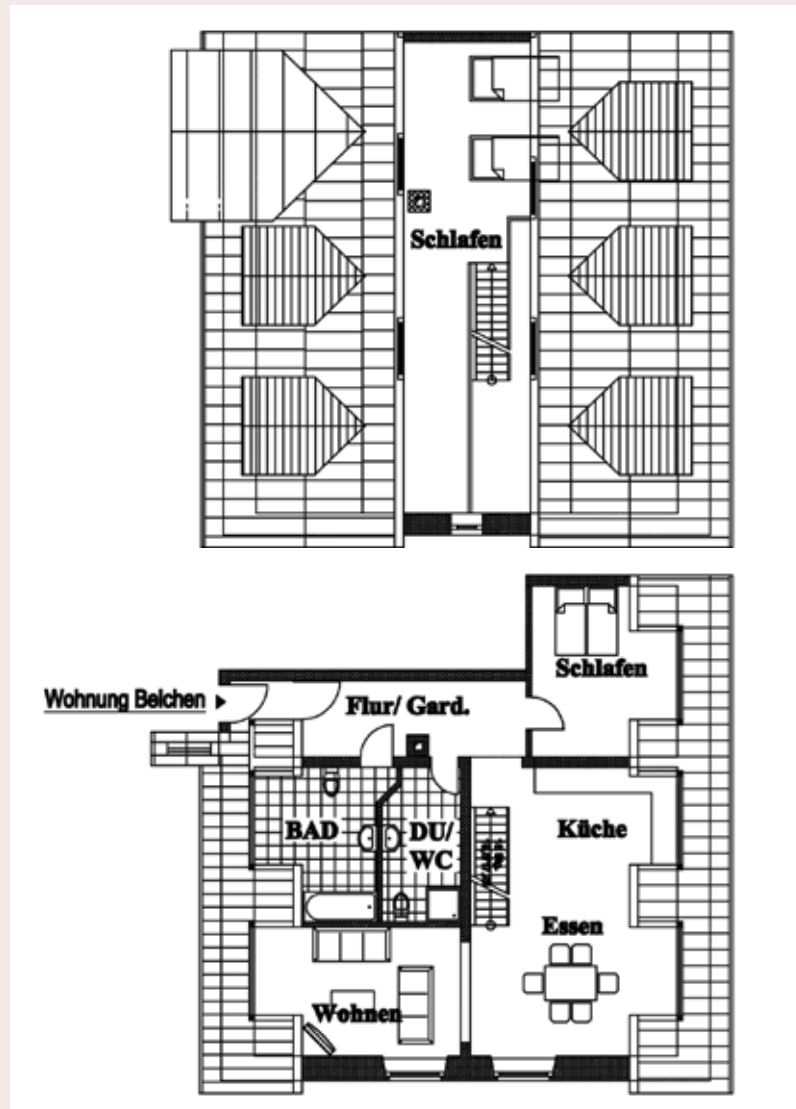 Schlafen
Schlafen
Wohnung Belchen
Flur/ Gard.
BAD
DU/
WC
Küche
Essen
Wohnen